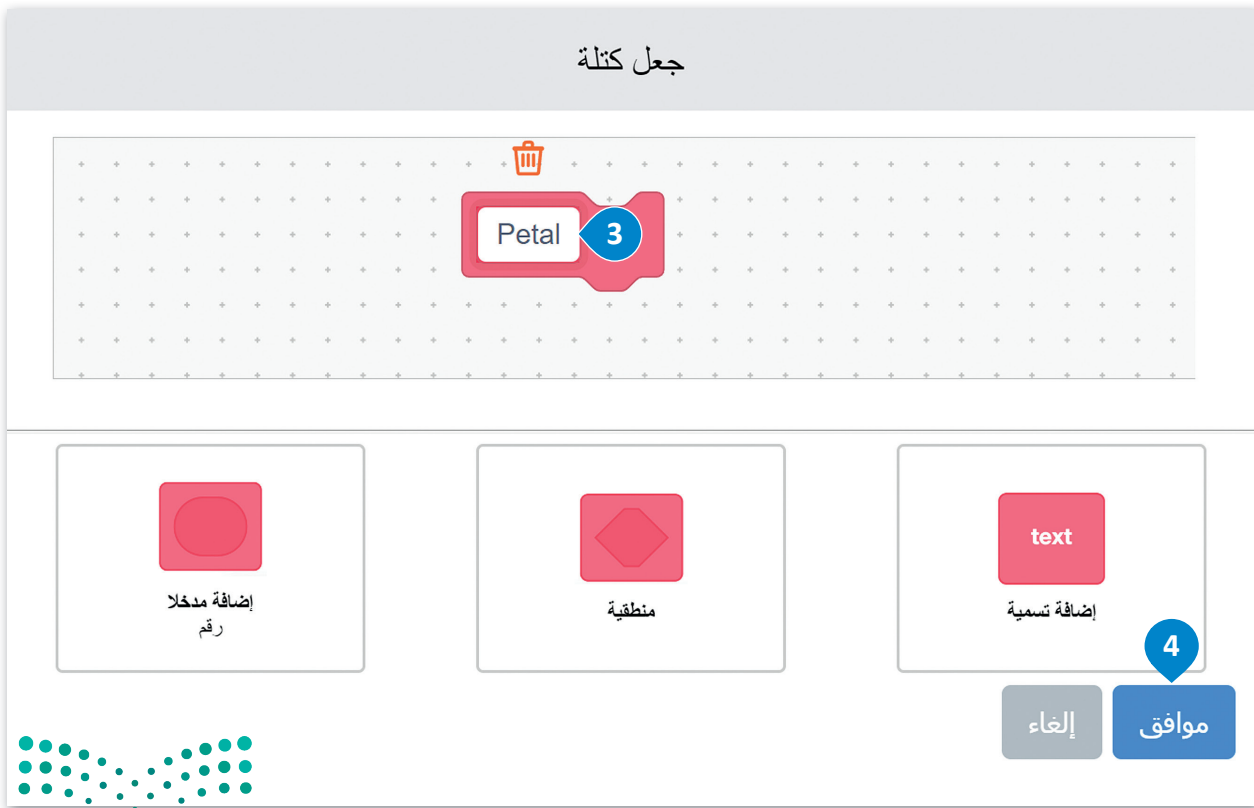 جعل كتلة
Petal
3
text
إضافة تسمية
منطقية
إضافة مدخلا
رقم
4
موافق
إلغاء